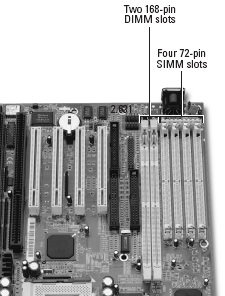 Two 168-pin
DIMM slots
Four 72-pin
SIMM slots